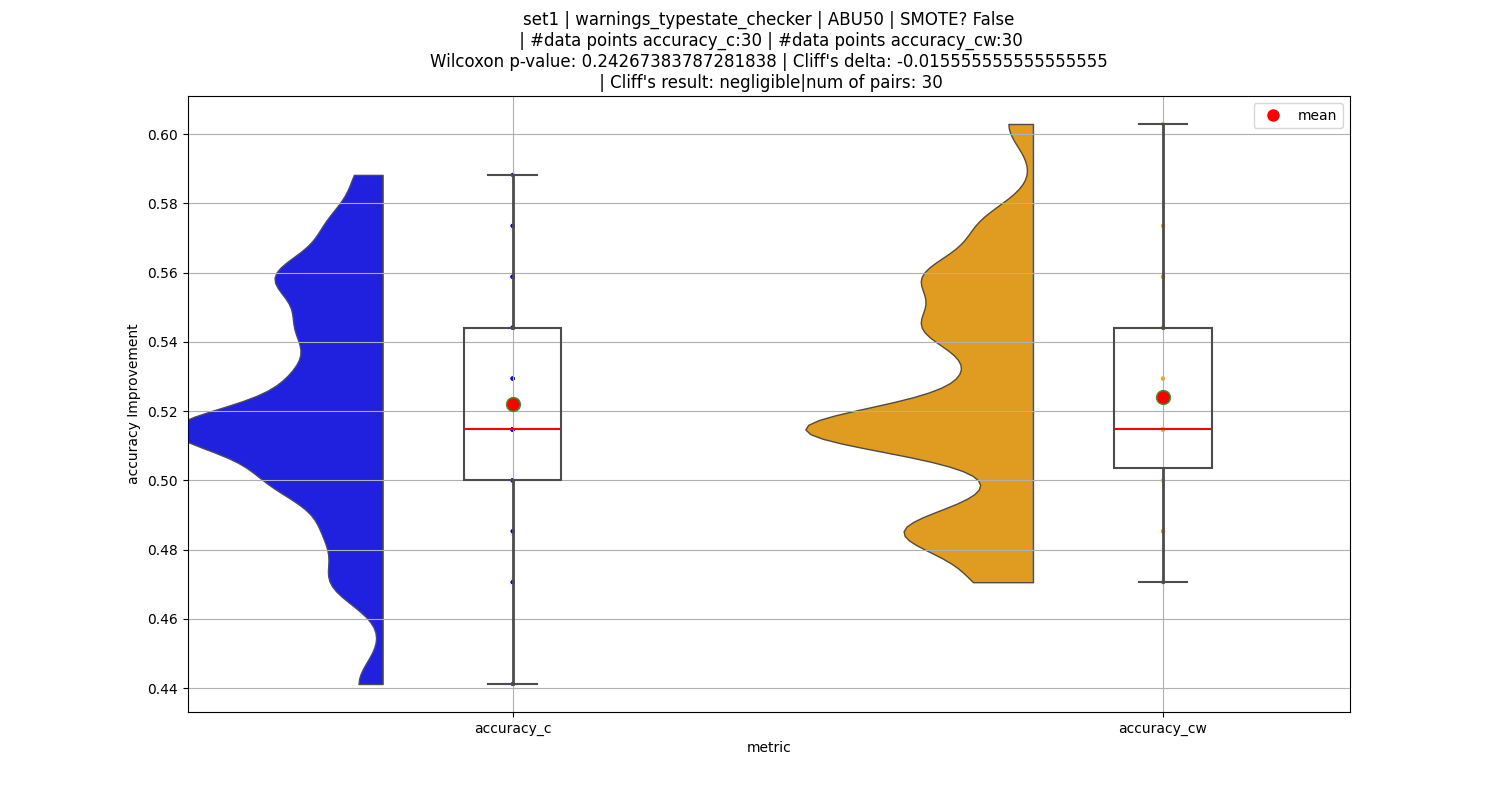 set1 | warnings_typestate_checker | ABU50 | SMOTE? False
| #data points accuracy_c:30 | #data points accuracy_cw:30
Wilcoxon p-value: 0.24267383787281838 | Cliff's delta: -0.015555555555555555
| Cliff's result: negligible|num of pairs: 30
mean
0.60
0.58
0.56
0.54
0.52
0.50
0.48
0.46
0.44
accuracy Improvement
accuracy_c
accuracy_cw
metric